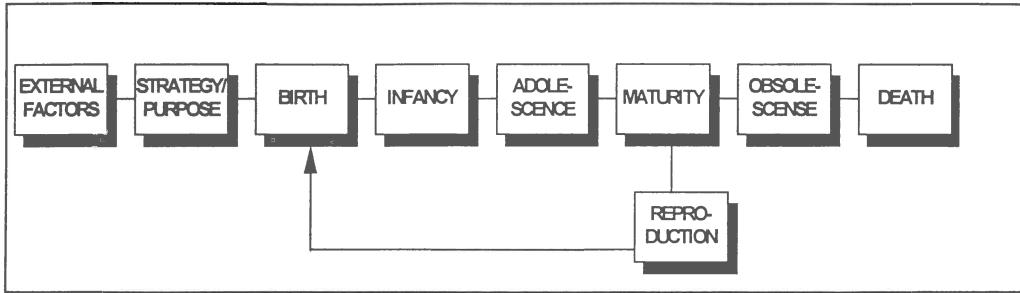 EXTERNAL
FACTORS
STRATEGY/
PURPOSE
BIRTH
INFANCY
ADOLE-
SCENCE
MATURITY
OBSOLE-
SCENSE
DEATH
REPRO-
DUCTION